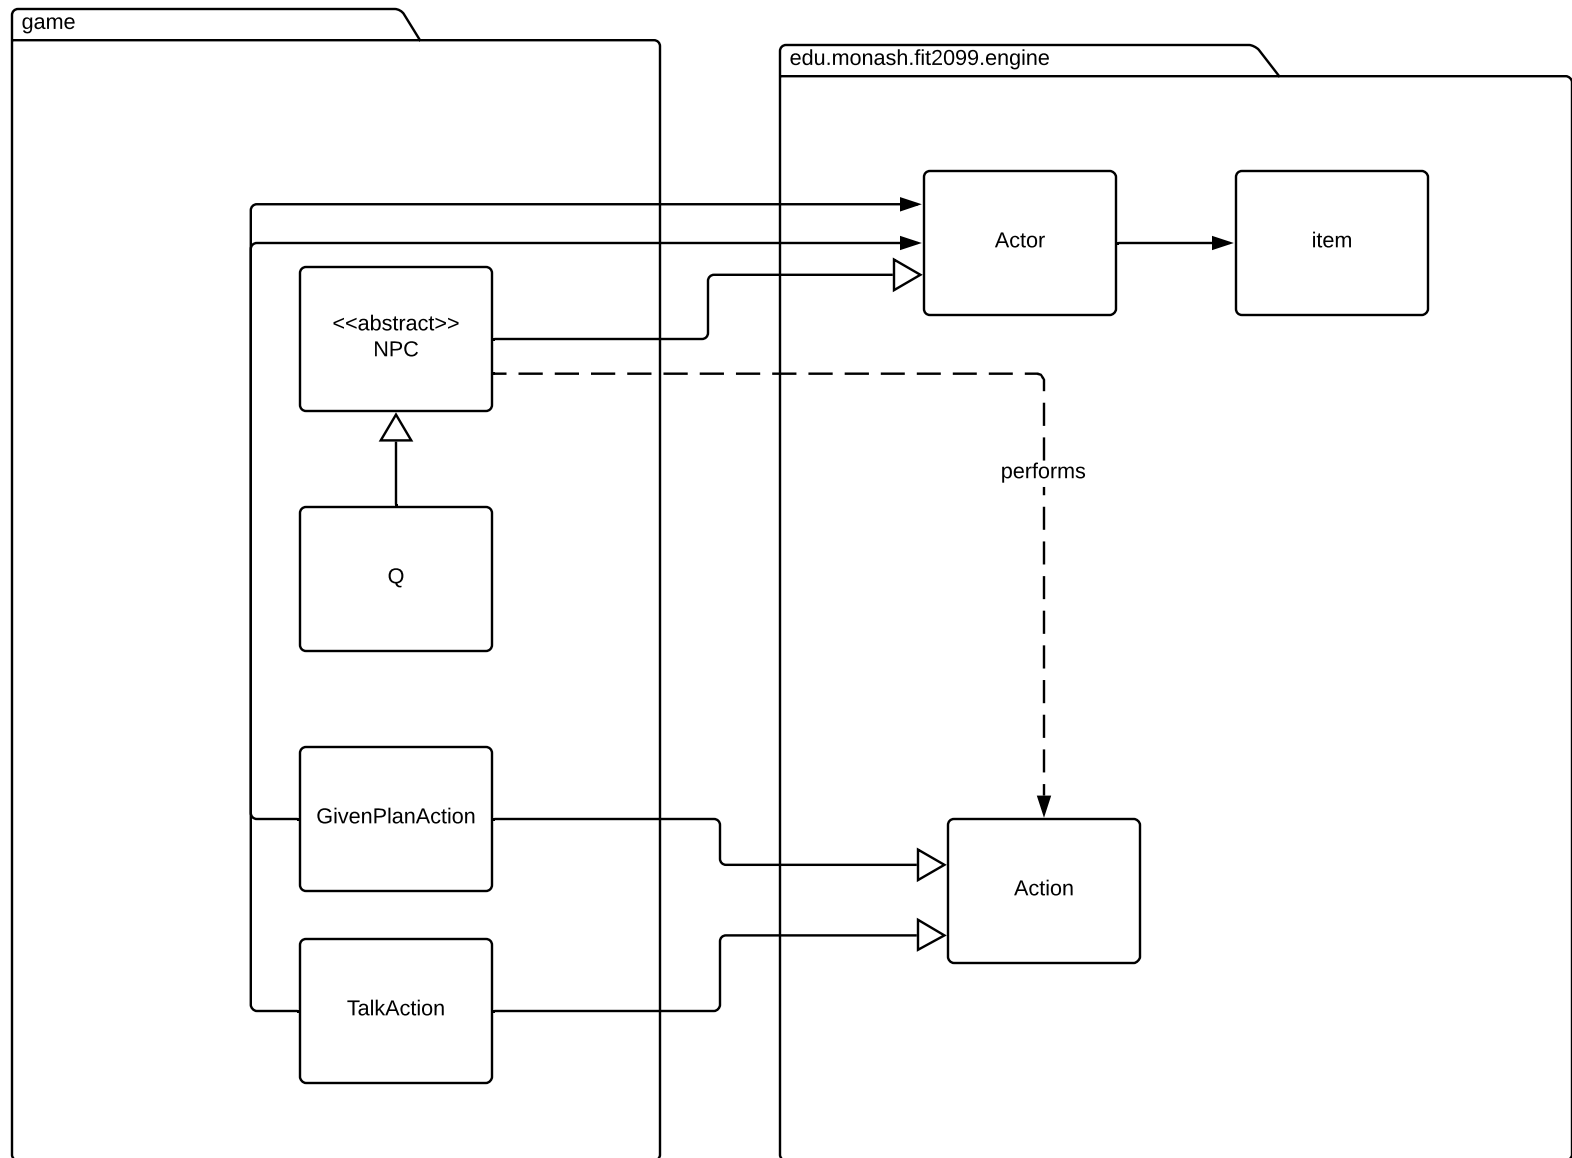 game
edu.monash.fit2099.engine
Actor
item
<<abstract>>
NPC
performs
Q
GivenPlanAction
Action
TalkAction